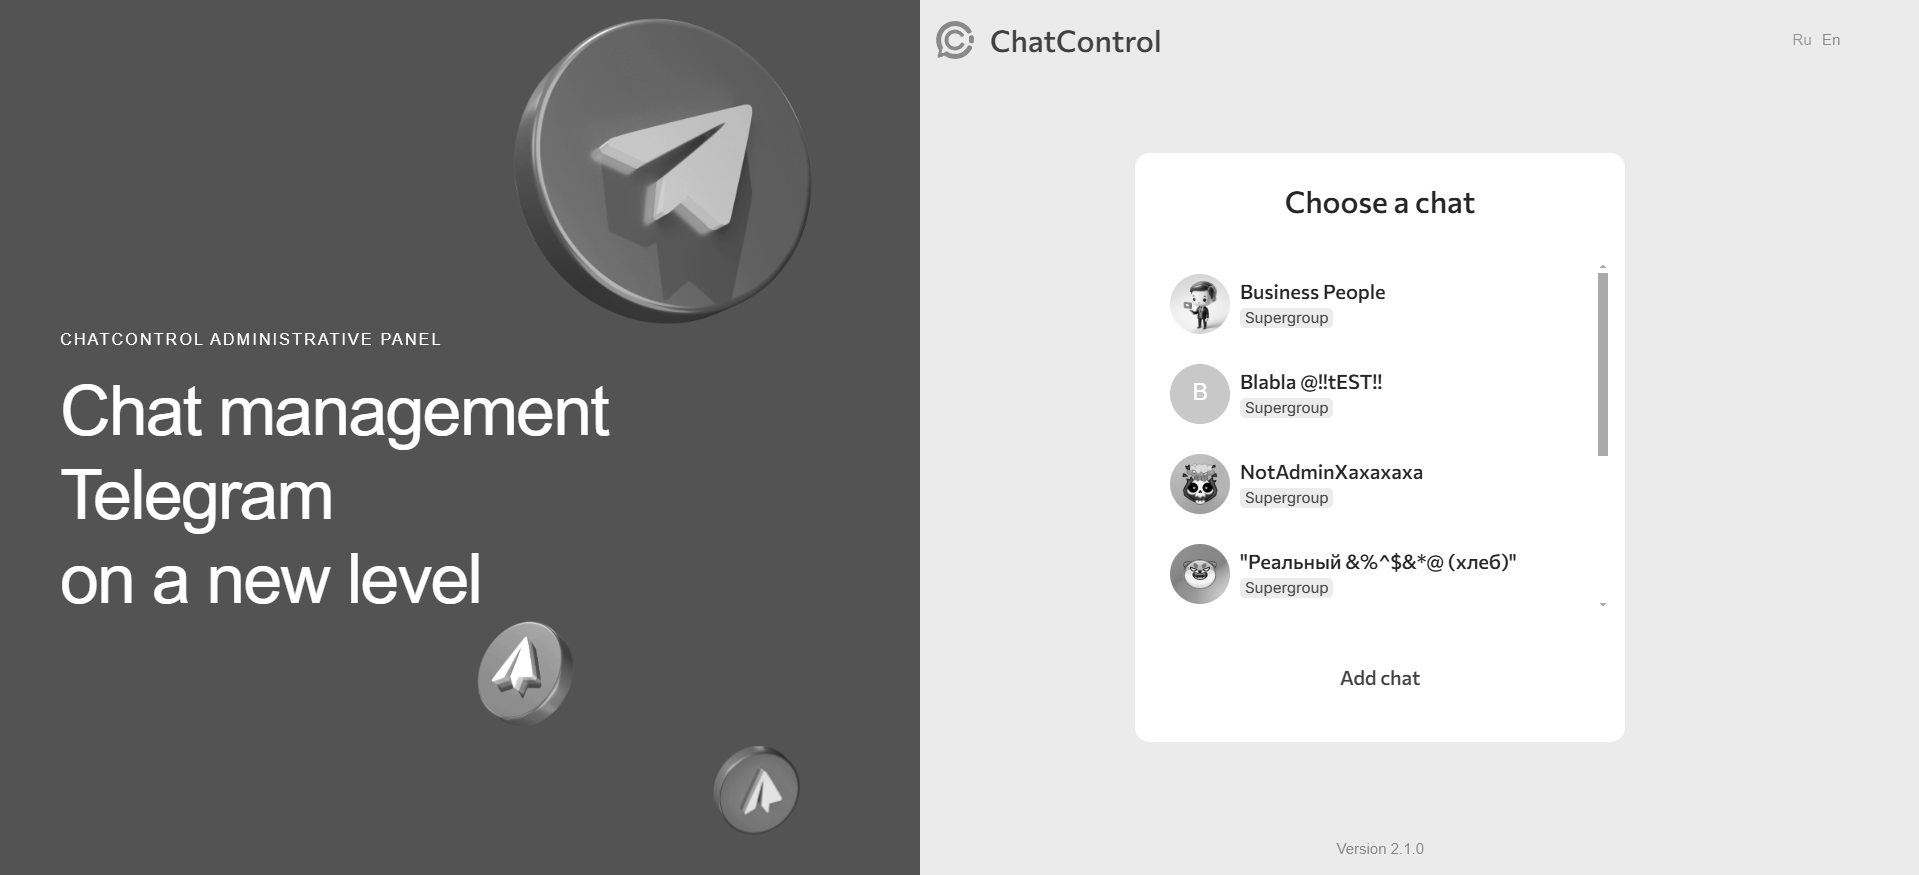 CHATCONTROL ADMINISTRATIVE PANEL
Chat management
Telegram
on a new level
ChatControl
Ru En
Choose a chat
Business People
Supergroup
B
Blabla @!!tEST!!
Supergroup
NotAdminXaxaxaxa
Supergroup
"Реальный &%^$&*@ (хлеб)"
Supergroup
Add chat
Version 2.1.0